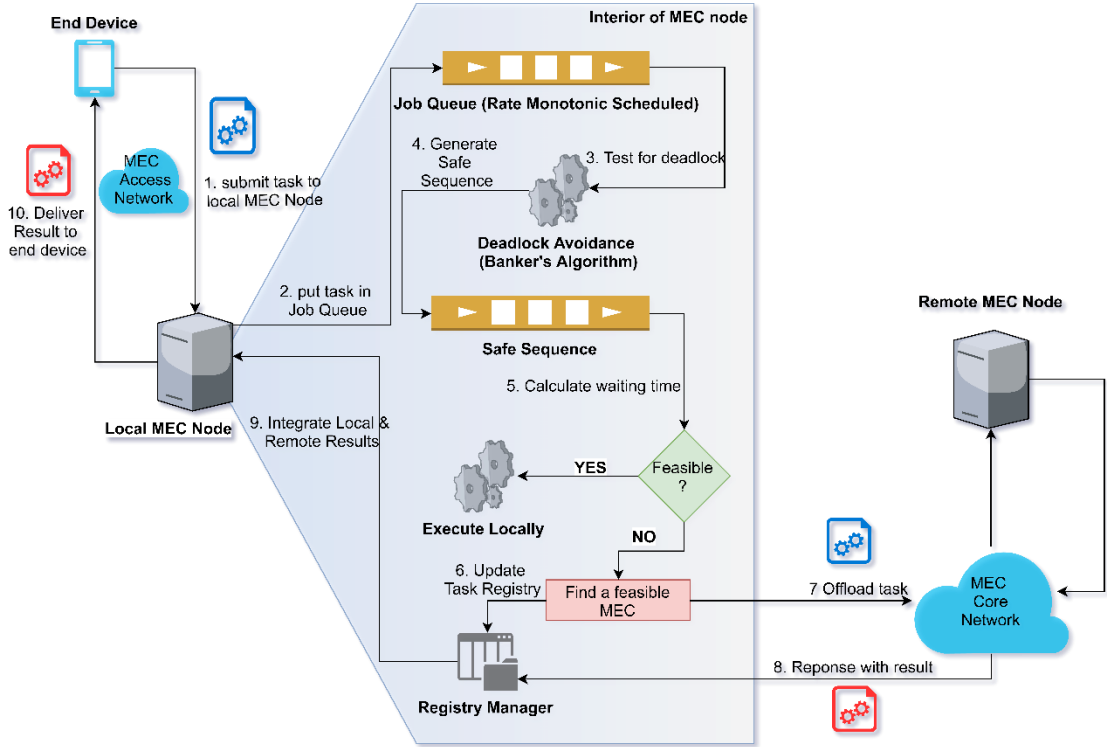 End Device
Interior of MEC node
Job Queue (Rate Monotonic Scheduled)
4. Generate
Safe
Sequence
3. Test for deadlock
MEC
Access
Network
1. submit task to
local MEC Node
10. Deliver
Result to
end device
Deadlock Avoidance
(Banker's Algorithm)
2. put task in
Job Queue
Remote MEC Node
Safe Sequence
5. Calculate waiting time
Local MEC Node
9. Integrate Local &
Remote Results
YES
Feasible
?
Execute Locally
NO
6. Update
Task Registry
Find a feasible
MEC
7 Offload task
MEC
Core
Network
8. Reponse with result
Registry Manager